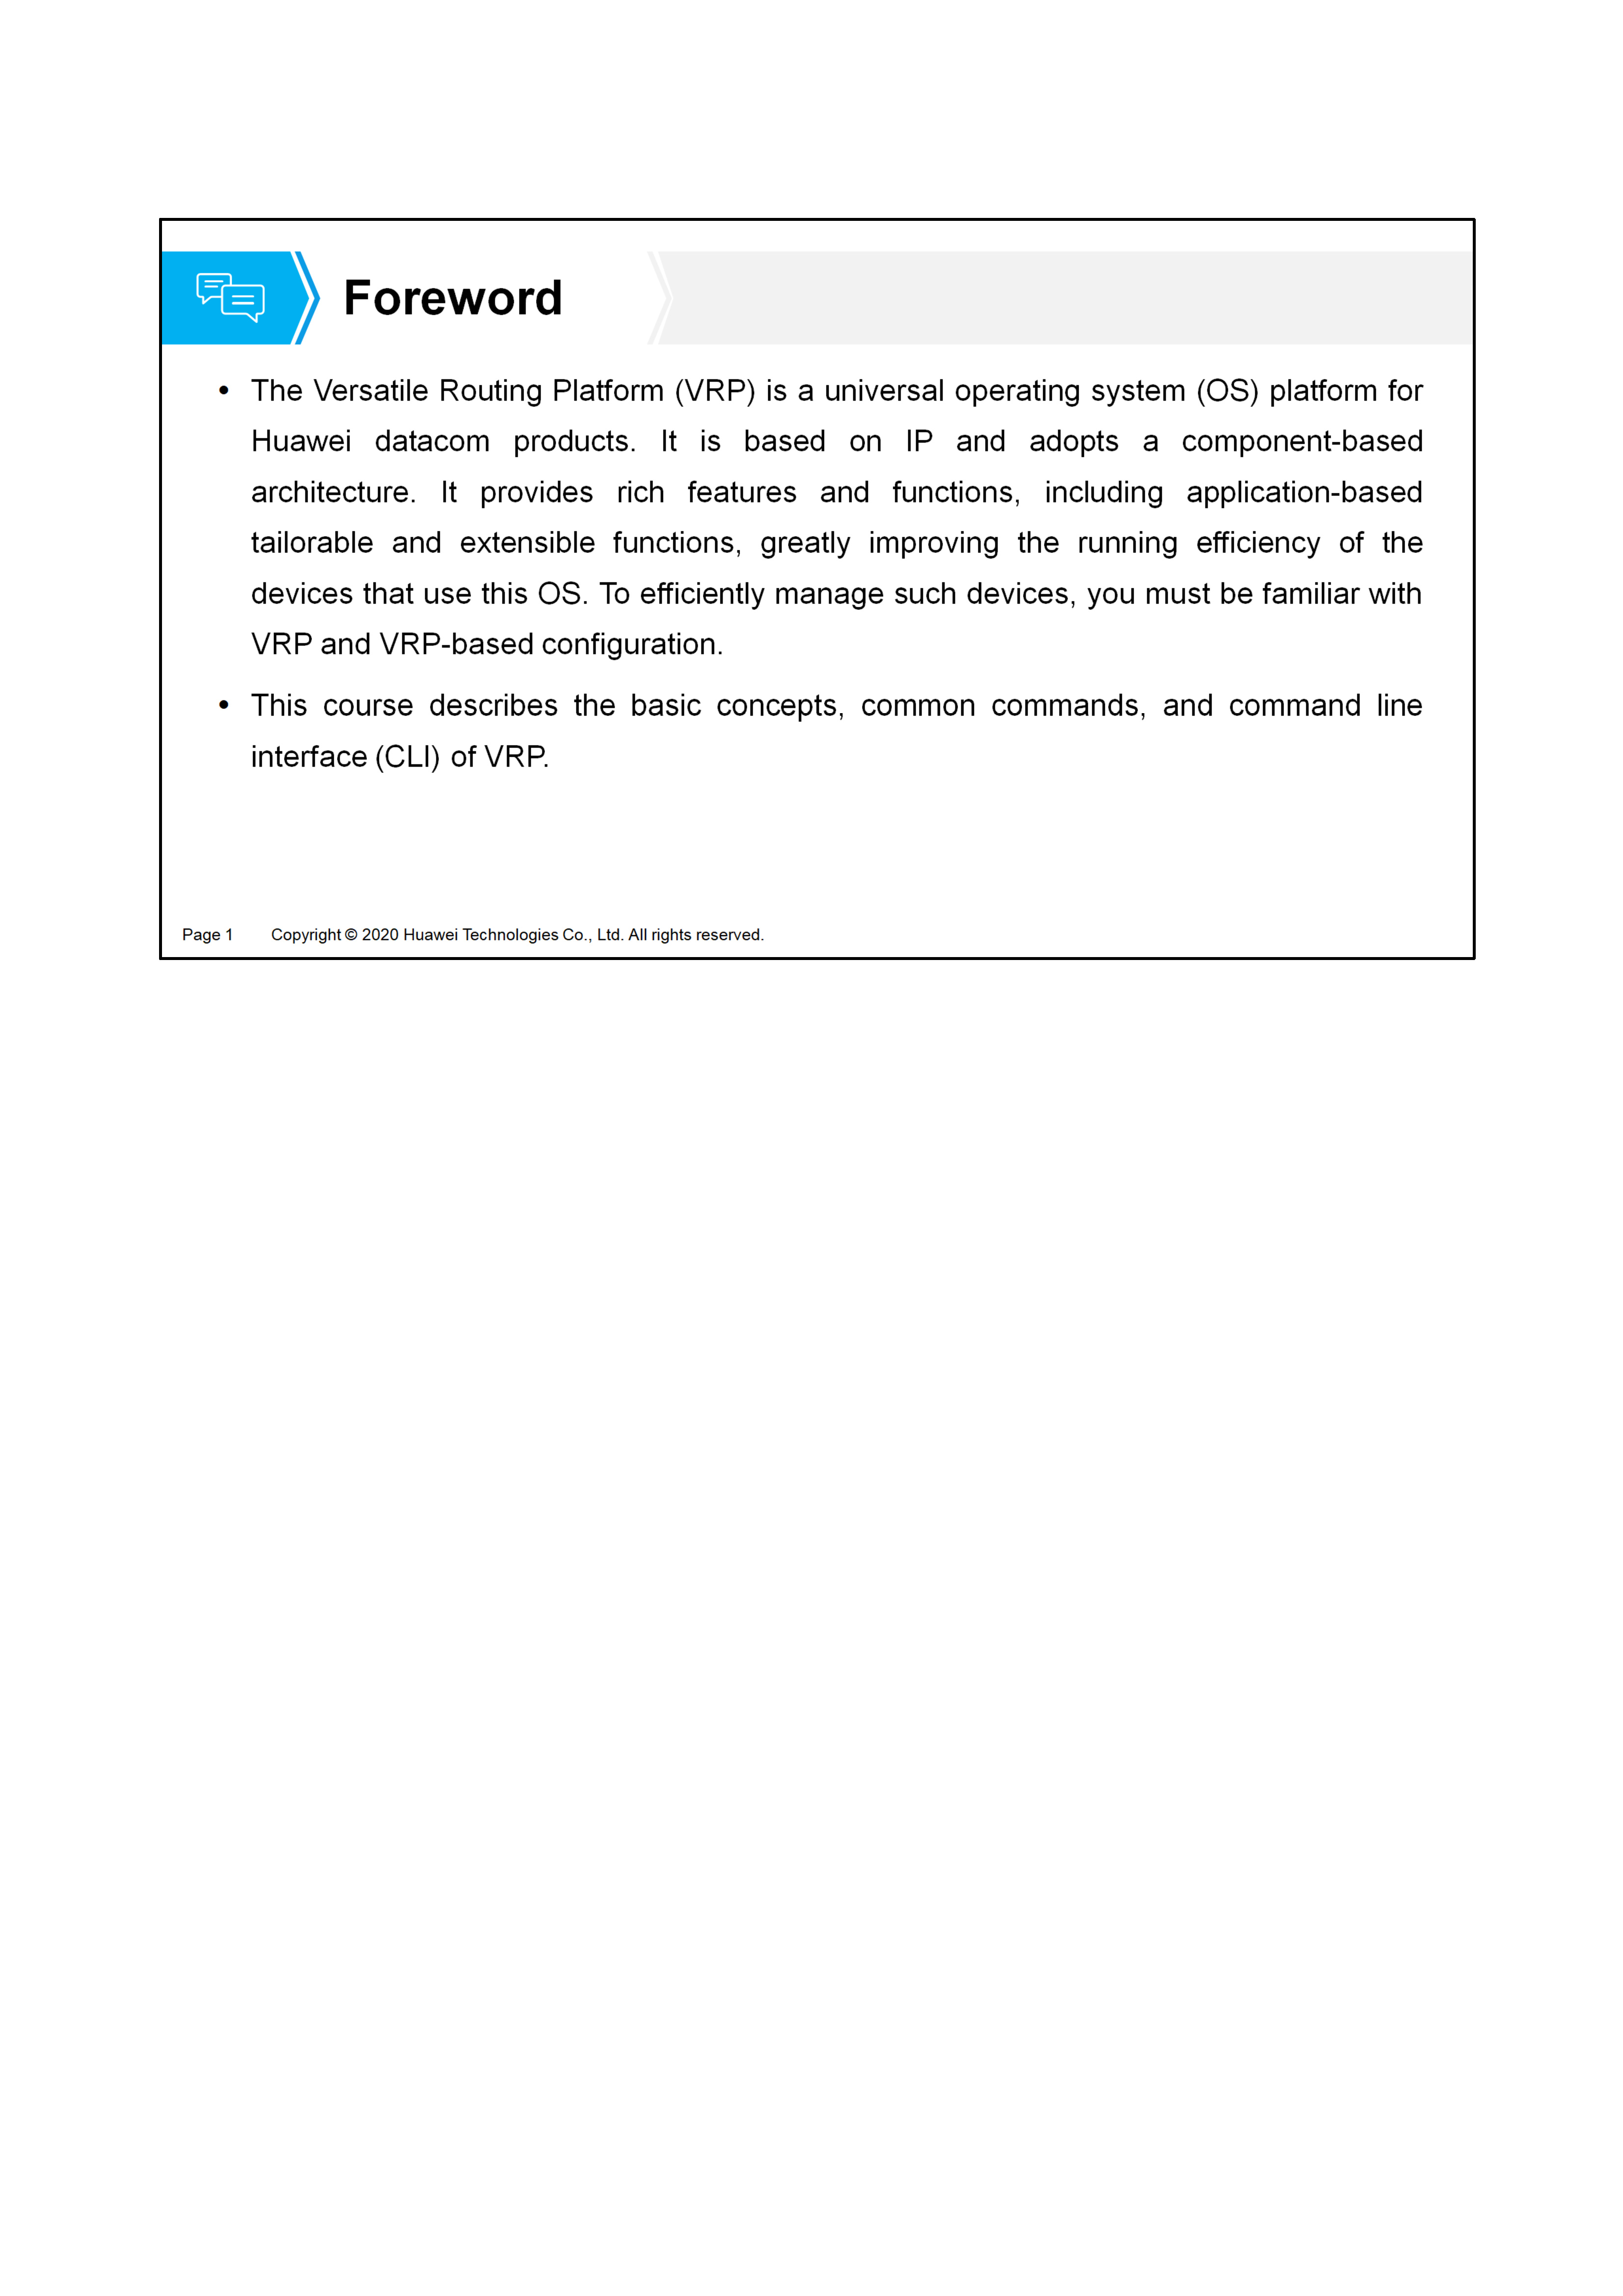 Foreword
• The Versatile Routing Platform (VRP) is a universal operating system (OS) platform for
Huawei datacom products. It is based on IP and adopts a component-based
architecture. It provides rich features and functions, including application-based
tailorable and extensible functions, greatly improving the running efficiency of the
devices that use this OS. To efficiently manage such devices, you must be familiar with
VRP and VRP-based configuration.
• This course describes the basic concepts, common commands, and command line
interface (CLI) of VRP.
Page 1 Copyright © 2020 Huawei Technologies Co., Ltd. All rights reserved.